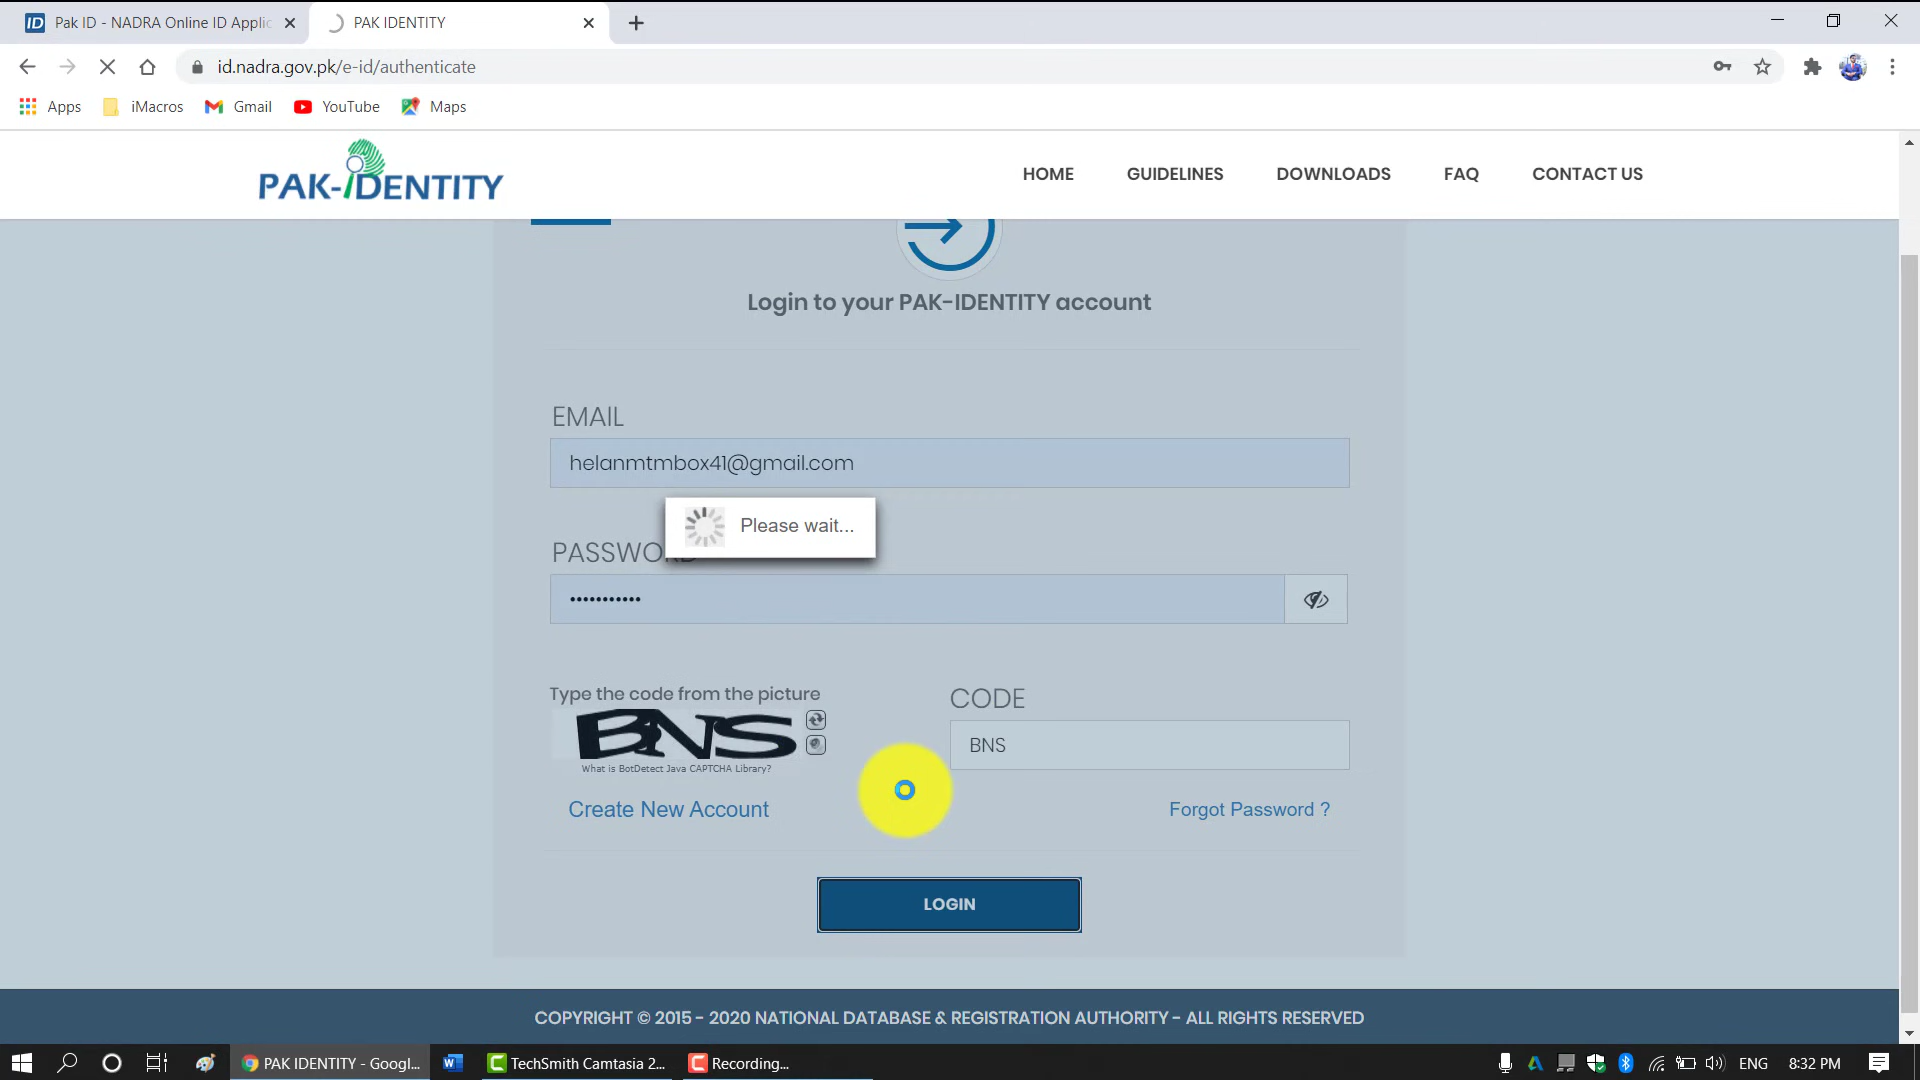 Pak ID - NADRA Online ID Applic
PAK IDENTITY
id.nadra.gov.pk/e-id/authenticate
Apps
iMacros
Gmail
YouTube
Maps
PAK-iDENTITY
HOME
GUIDELINES
DOWNLOADS
FAQ
CONTACT US
Login to your PAK-IDENTITY account
EMAIL
helanmtmbox41@gmail.com
Please wait...
PASSWORD
•••••••••••
Type the code from the picture
BNS
What is BotDetect Java CAPTCHA Library?
CODE
BNS
Create New Account
Forgot Password ?
LOGIN
COPYRIGHT © 2015 - 2020 NATIONAL DATABASE & REGISTRATION AUTHORITY - ALL RIGHTS RESERVED
PAK IDENTITY - Googl...
TechSmith Camtasia 2...
Recording...
ENG
8:32 PM